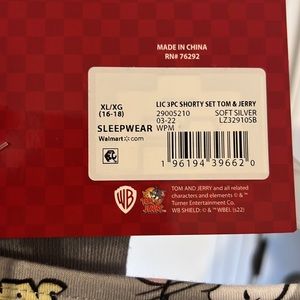 MADE IN CHINA
RN# 76292
XL/XG
(16-18)
LIC 3PC SHORTY SET TOM & JERRY
29005210 SOFT SILVER
03-22 LZ329105B
SLEEPWEAR WPM
Walmart.com
1 96194 39662 0
WB
TOM AND JERRY and all related
characters and elements © & ™
Turner Entertainment Co.
WB SHIELD: © & ™ WBEI. (s22)